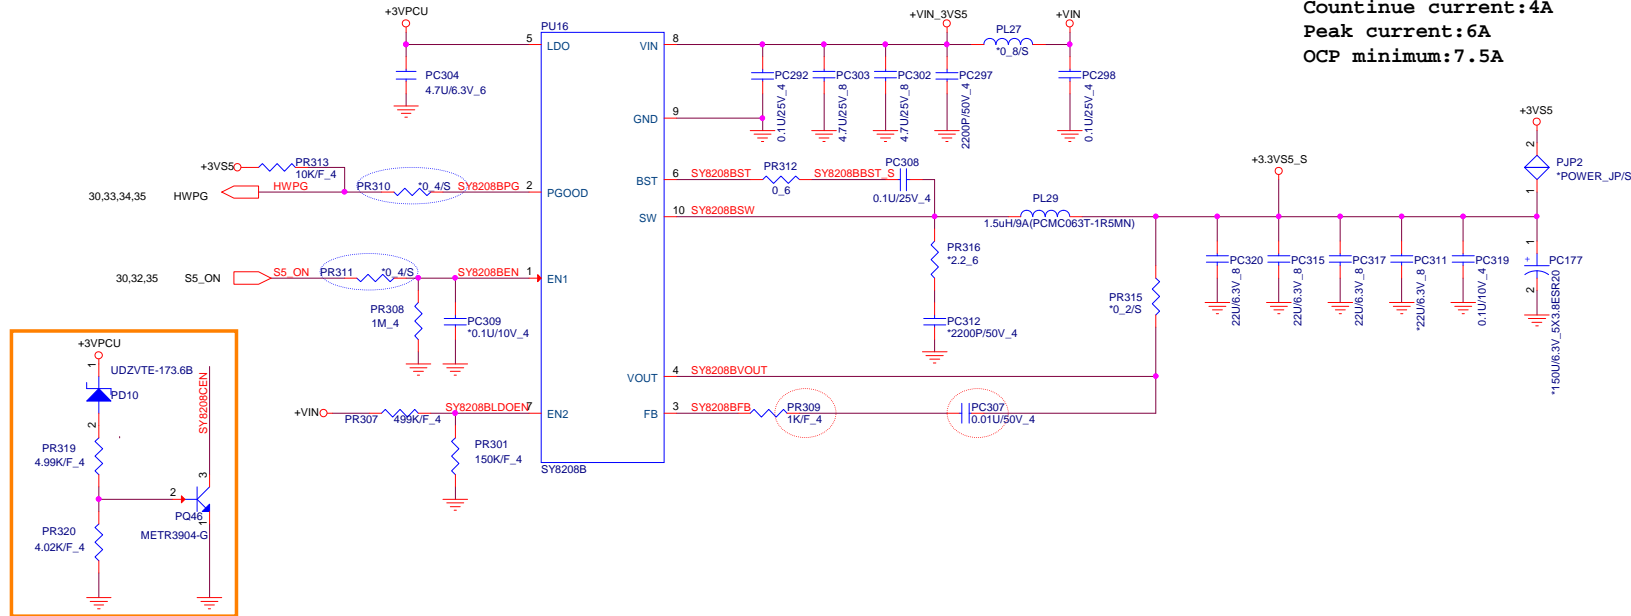 Countinue current:4A
Peak current:6A
OCP minimum:7.5A
+3VPCU
PU16
5
LDO
PC304
4.7U/6.3V_6
+VIN_3VS5
+VIN
PL27
*0_8/S
VIN
8
PC292
0.1U/25V_4
PC303
4.7U/25V_8
PC302
4.7U/25V_8
PC297
2200P/50V_4
PC298
0.1U/25V_4
GND
9
+3VS5
PR313
10K/F_4
30,33,34,35
HWPG
HWPG
PR310
*0_4/S
SY8208BPG
2
PGOOD
BST
6
SY8208BST
PR312
0_6
SY8208BBST_S
PC308
0.1U/25V_4
SW
10
SY8208BSW
PL29
1.5uH/9A(PCMC063T-1R5MN)
+3.3VS5_S
+3VS5
2
PJP2
*POWER_JP/S
1
30,32,35
S5_ON
S5_ON
PR311
*0_4/S
SY8208BEN
1
EN1
PR308
1M_4
PC309
*0.1U/10V_4
PR316
*2.2_6
PC312
*2200P/50V_4
PR315
*0_2/S
PC320
22U/6.3V_8
PC315
22U/6.3V_8
PC317
22U/6.3V_8
PC311
*22U/6.3V_8
PC319
0.1U/10V_4
+
1
PC177
2
*150U/6.3V_5X3.8ESR20
VOUT
4
SY8208BVOUT
+VIN
PR307
499K/F_4
SY8208BLDOEN
7
EN2
PR301
150K/F_4
FB
3
SY8208BFB
PR309
1K/F_4
PC307
0.01U/50V_4
SY8208B
+3VPCU
1
UDZVTE-173.6B
PD10
2
SY8208CEN
PR319
4.99K/F_4
3
2
PQ46
1
METR3904-G
PR320
4.02K/F_4